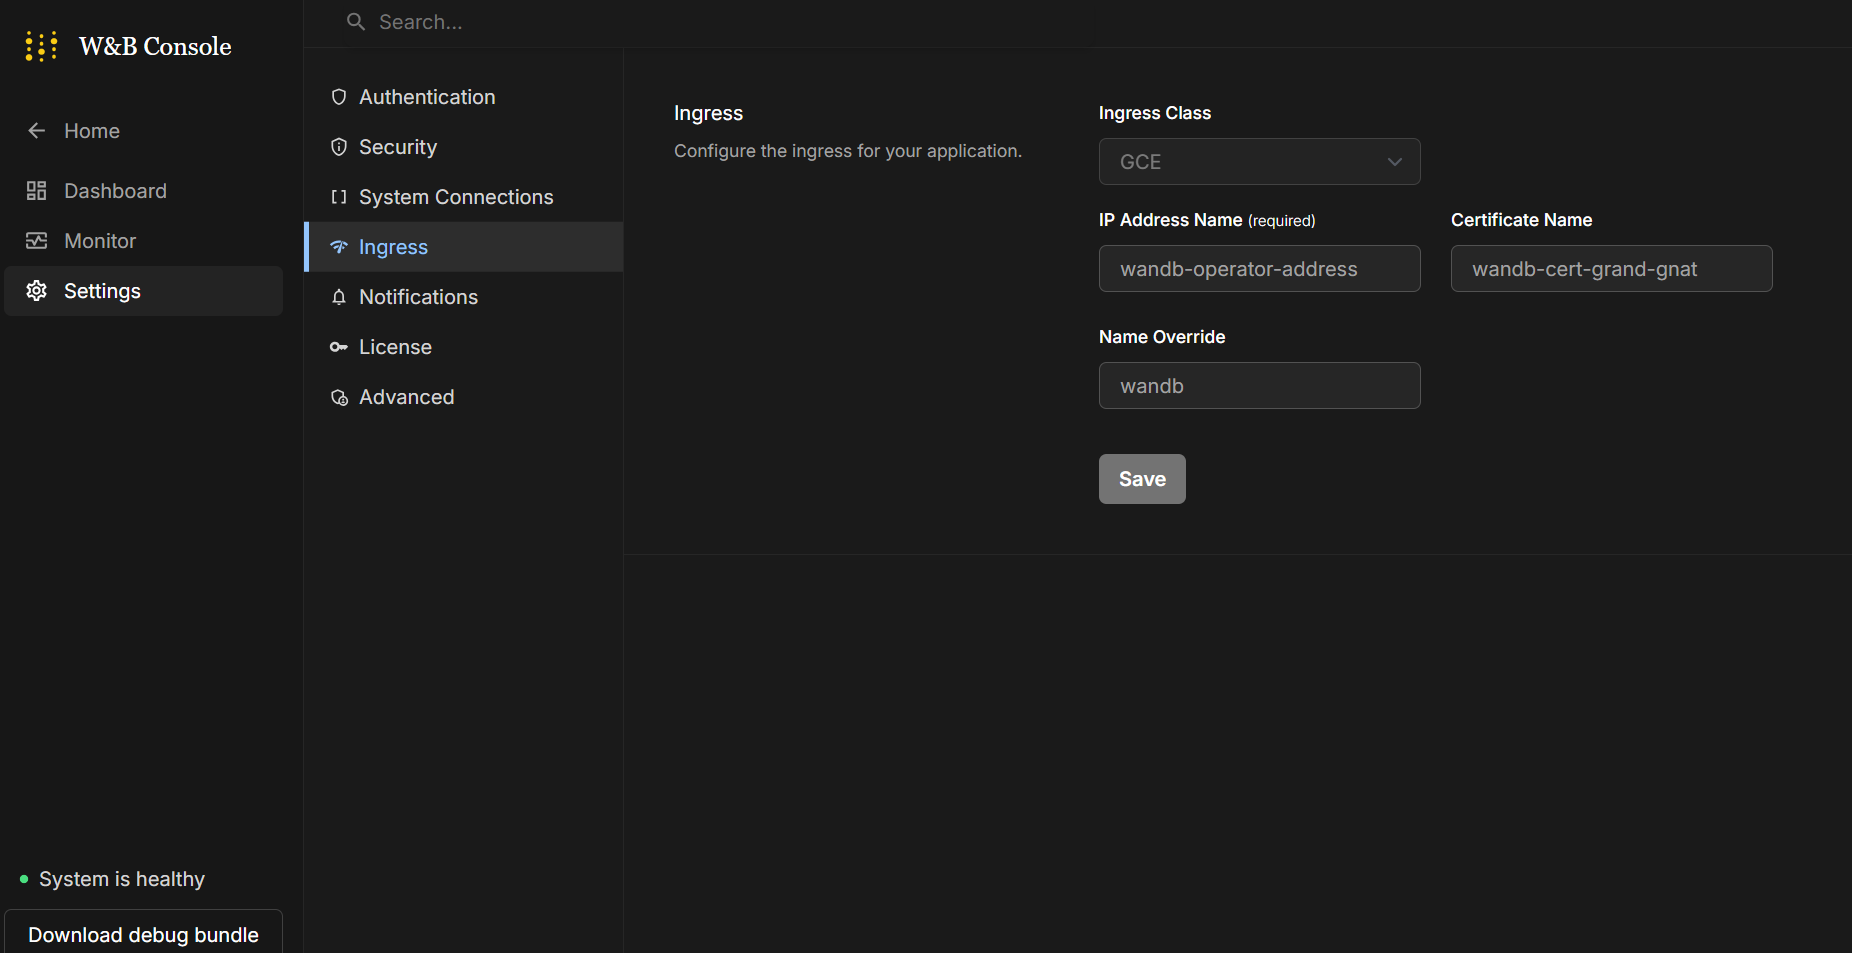 W&B Console
Home
Dashboard
Monitor
Settings
System is healthy
Download debug bundle
Search...
Authentication
Security
System Connections
Ingress
Notifications
License
Advanced
Ingress
Configure the ingress for your application.
Ingress Class
GCE
IP Address Name (required)
wandb-operator-address
Certificate Name
wandb-cert-grand-gnat
Name Override
wandb
Save